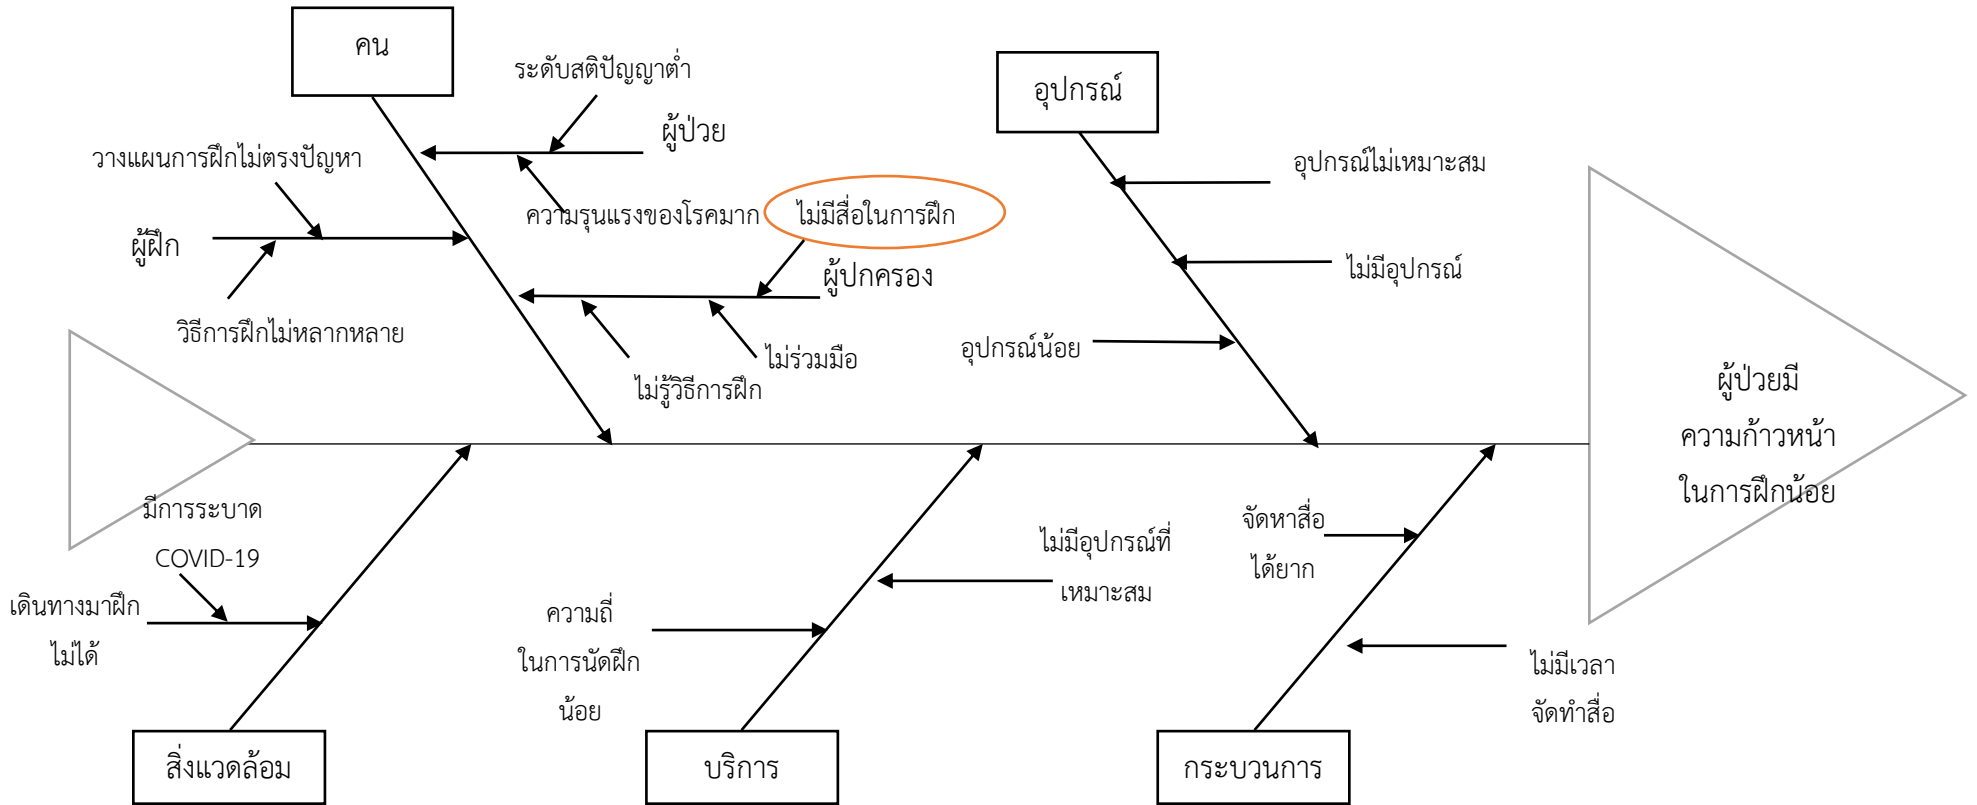 คน
ระดับสติปัญญาต่ำ
ผู้ป่วย
วางแผนการฝึกไม่ตรงปัญหา
ความรุนแรงของโรคมาก
ไม่มีสื่อในการฝึก
ผู้ฝึก
ผู้ปกครอง
วิธีการฝึกไม่หลากหลาย
ไม่ร่วมมือ
ไม่รู้วิธีการฝึก
อุปกรณ์
อุปกรณ์ไม่เหมาะสม
ไม่มีอุปกรณ์
อุปกรณ์น้อย
ผู้ป่วยมี
ความก้าวหน้า
ในการฝึกน้อย
มีการระบาด
COVID-19
เดินทางมาฝึก
ไม่ได้
สิ่งแวดล้อม
ไม่มีอุปกรณ์ที่
เหมาะสม
ความถี่
ในการนัดฝึก
น้อย
บริการ
จัดหาสื่อ
ได้ยาก
ไม่มีเวลา
จัดทำสื่อ
กระบวนการ